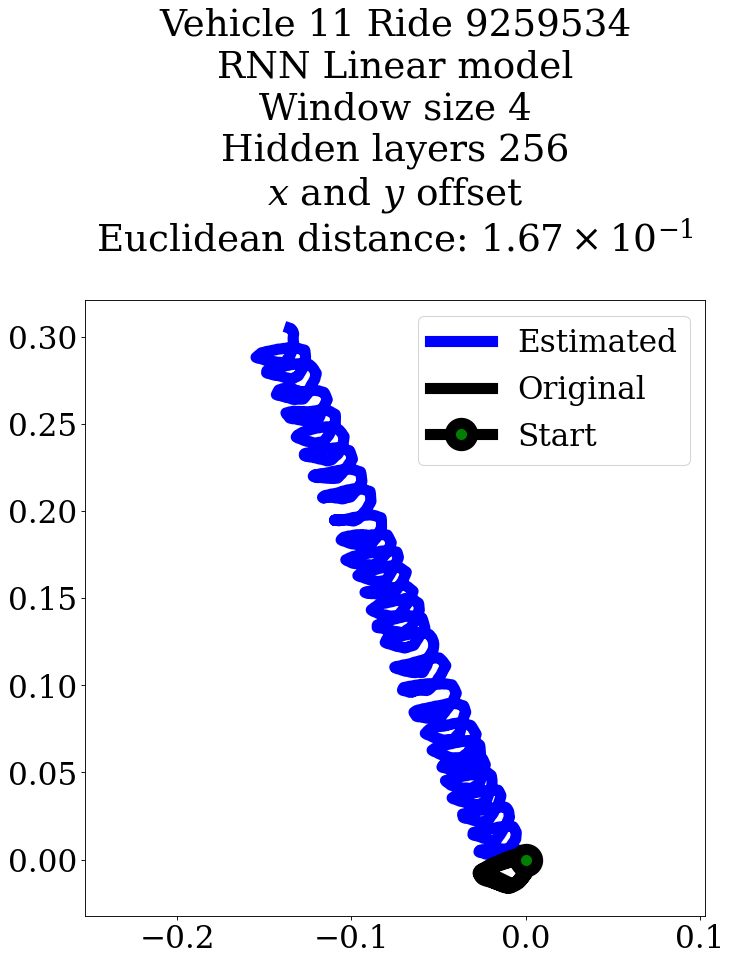 Vehicle 11 Ride 9259534
RNN Linear model
Window size 4
Hidden layers 256
x and y offset
Euclidean distance: 1.67 × 10⁻¹
Estimated
Original
Start
0.30
0.25
0.20
0.15
0.10
0.05
0.00
−0.2 −0.1 0.0 0.1